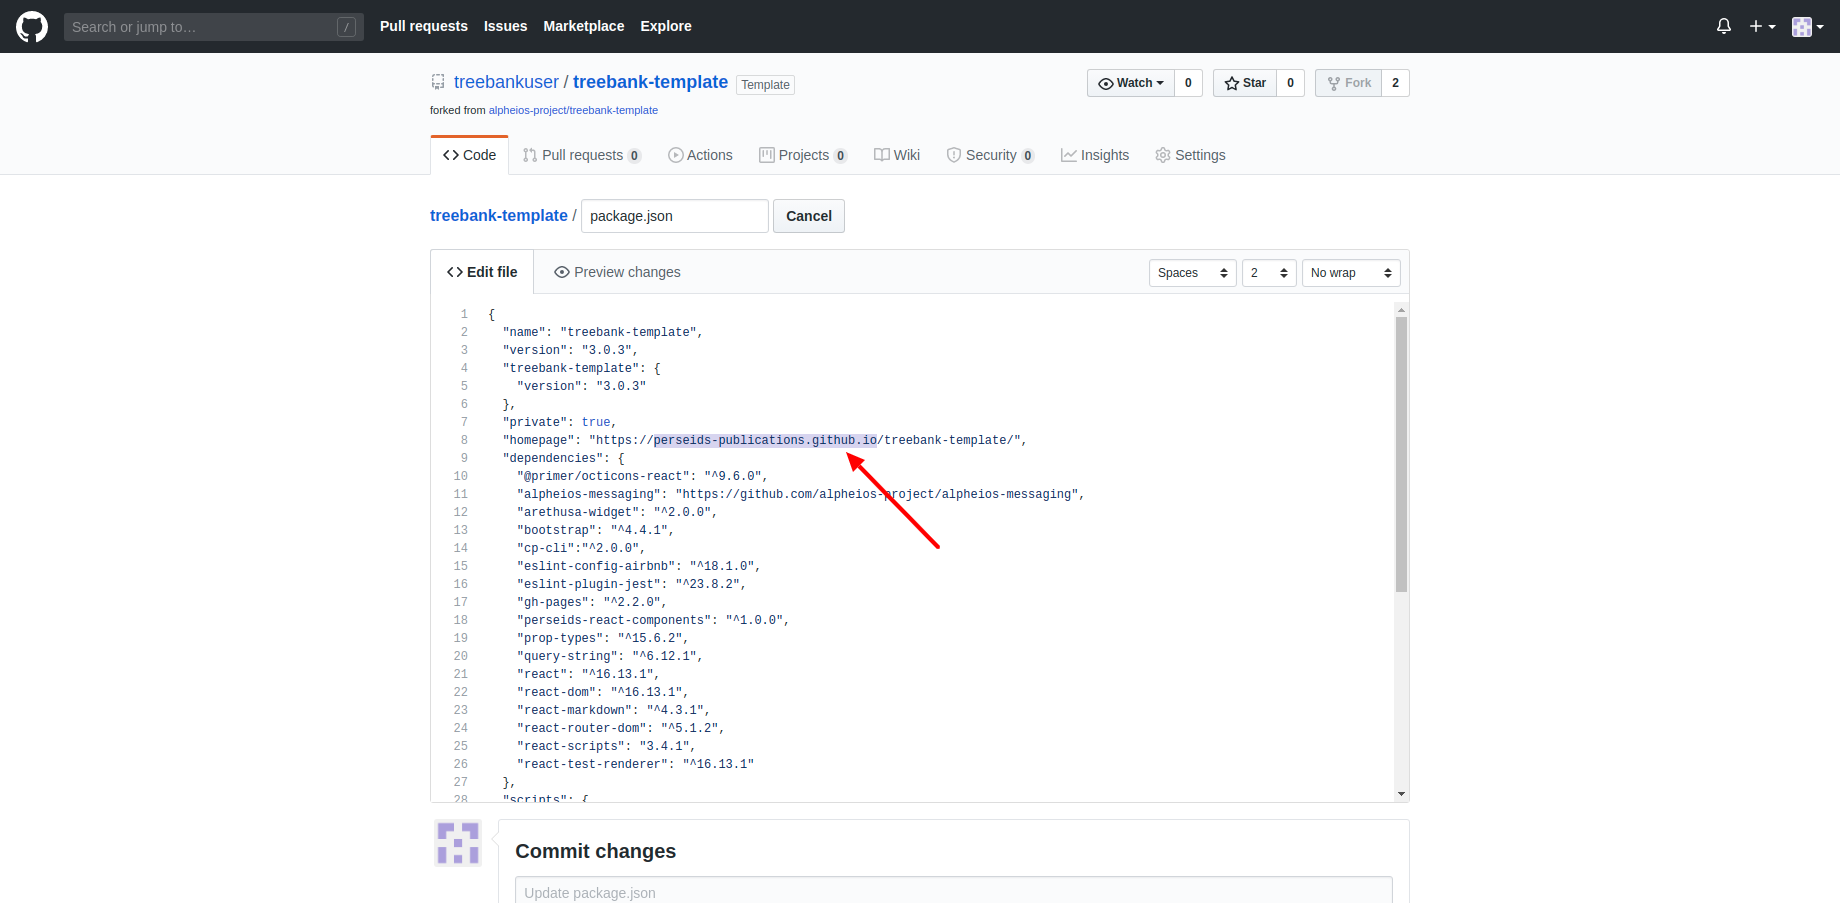 Search or jump to… /
Pull requests Issues Marketplace Explore
treebankuser / treebank-template Template
Watch 0 Star 0 Fork 2
forked from alpheios-project/treebank-template
Code Pull requests 0 Actions Projects 0 Wiki Security 0 Insights Settings
treebank-template / package.json Cancel
Edit file Preview changes Spaces 2 No wrap
1 {
2 "name": "treebank-template",
3 "version": "3.0.3",
4 "treebank-template": {
5 "version": "3.0.3"
6 },
7 "private": true,
8 "homepage": "https://perseids-publications.github.io/treebank-template/",
9 "dependencies": {
10 "@primer/octicons-react": "^9.6.0",
11 "alpheios-messaging": "https://github.com/alpheios-project/alpheios-messaging",
12 "arethusa-widget": "^2.0.0",
13 "bootstrap": "^4.4.1",
14 "cp-cli":"^2.0.0",
15 "eslint-config-airbnb": "^18.1.0",
16 "eslint-plugin-jest": "^23.8.2",
17 "gh-pages": "^2.2.0",
18 "perseids-react-components": "^1.0.0",
19 "prop-types": "^15.6.2",
20 "query-string": "^6.12.1",
21 "react": "^16.13.1",
22 "react-dom": "^16.13.1",
23 "react-markdown": "^4.3.1",
24 "react-router-dom": "^5.1.2",
25 "react-scripts": "3.4.1",
26 "react-test-renderer": "^16.13.1"
27 },
28 "scripts": {
Commit changes
Update package.json